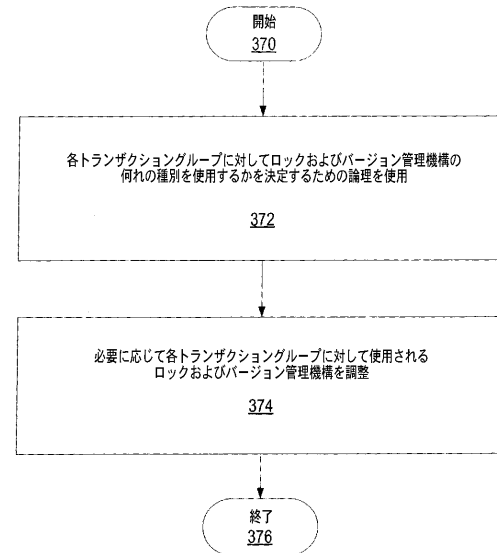 開始
370
各トランザクショングループに対してロックおよびバージョン管理機構の
何れの種別を使用するかを決定するための論理を使用
372
必要に応じて各トランザクショングループに対して使用される
ロックおよびバージョン管理機構を調整
374
終了
376